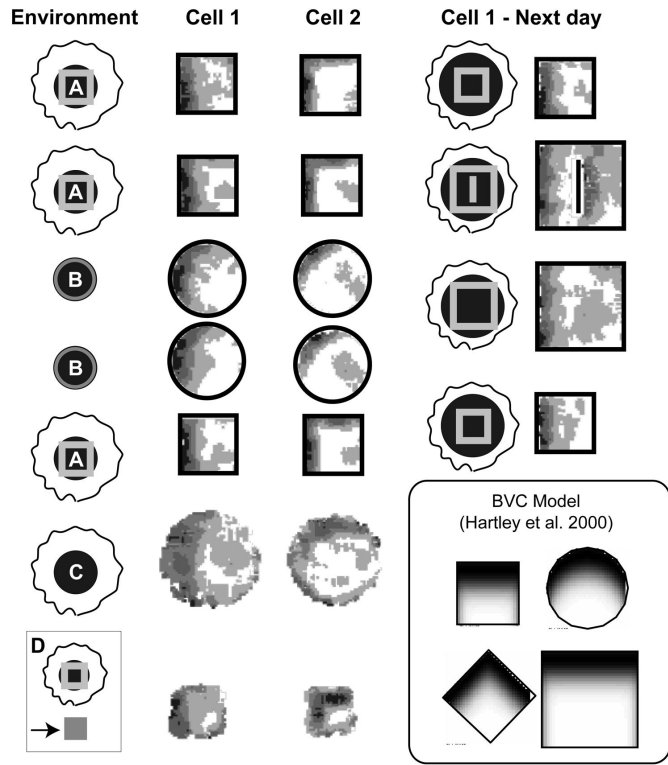 Environment Cell 1 Cell 2 Cell 1 - Next day
A
A
B
B
A
C
D
BVC Model
(Hartley et al. 2000)